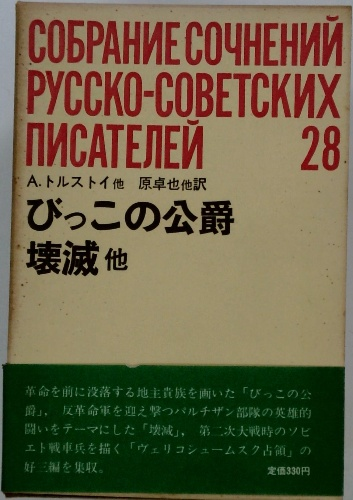 СОБРАНИЕ СОЧНЕНИЙ
РУССКО-СОВЕТСКИХ
ПИСАТЕЛЕЙ 28
A.トルストイ他 原卓也他訳
びっこの公爵
壊滅 他
革命を前に没落する地主貴族を画いた「びっこの公
爵」, 反革命軍を迎え撃つパルチザン部隊の英雄的
闘いをテーマにした「壊滅」, 第二次大戦時のソビ
エト戦車兵を描く「ヴェリコシュームスク占領」の
好三編を集収。
定価330円